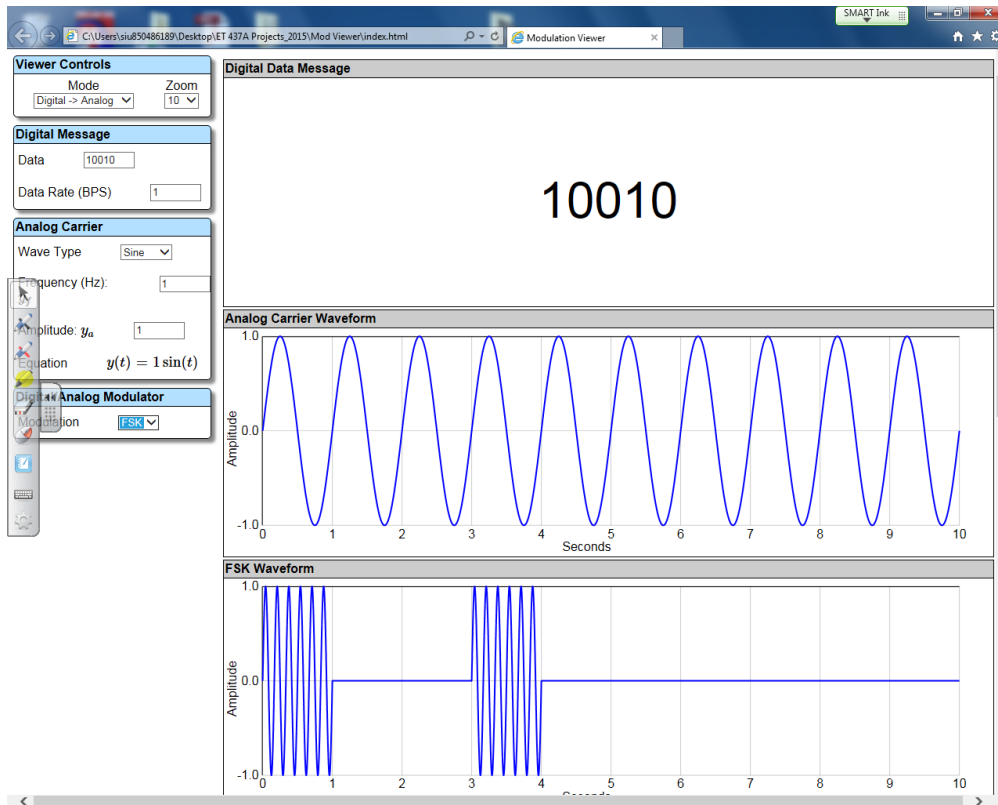 SMART Ink
C:\Users\siu850486189\Desktop\ET 437A Projects_2015\Mod Viewer\index.html
Modulation Viewer
Viewer Controls
Mode Zoom
Digital -> Analog 10
Digital Message
Data 10010
Data Rate (BPS) 1
Analog Carrier
Wave Type Sine
Frequency (Hz): 1
Amplitude: yₐ 1
Equation y(t) = 1 sin(t)
Analog Modulator
Modulation FSK
Digital Data Message
10010
Analog Carrier Waveform
1.0
0.0
-1.0
Amplitude
0 1 2 3 4 5 6 7 8 9 10
Seconds
FSK Waveform
1.0
0.0
-1.0
Amplitude
0 1 2 3 4 5 6 7 8 9 10
Seconds